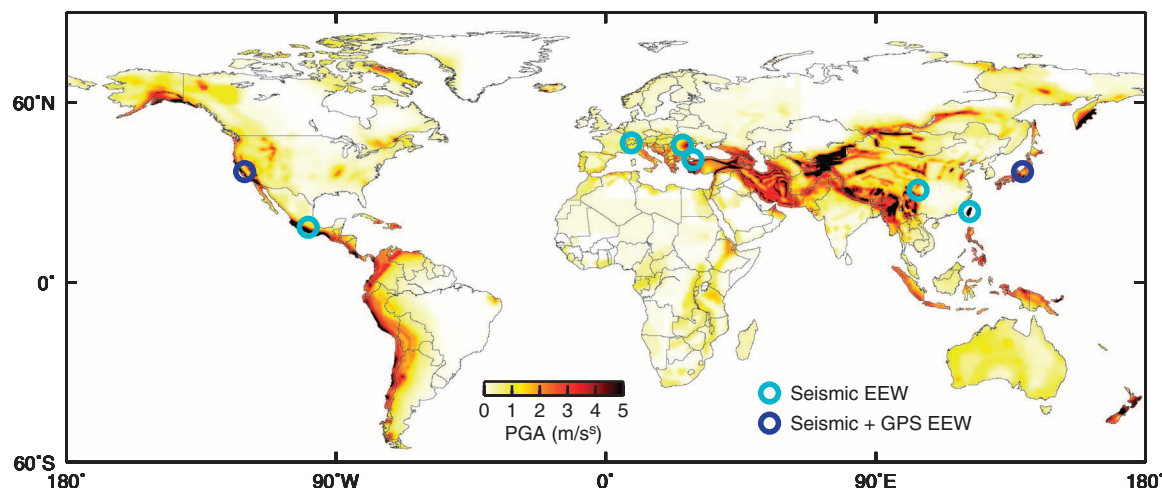 60˚N
0˚
60˚S
180˚
90˚W
0˚
90˚E
180˚
0 1 2 3 4 5
PGA (m/sˢ)
Seismic EEW
Seismic + GPS EEW